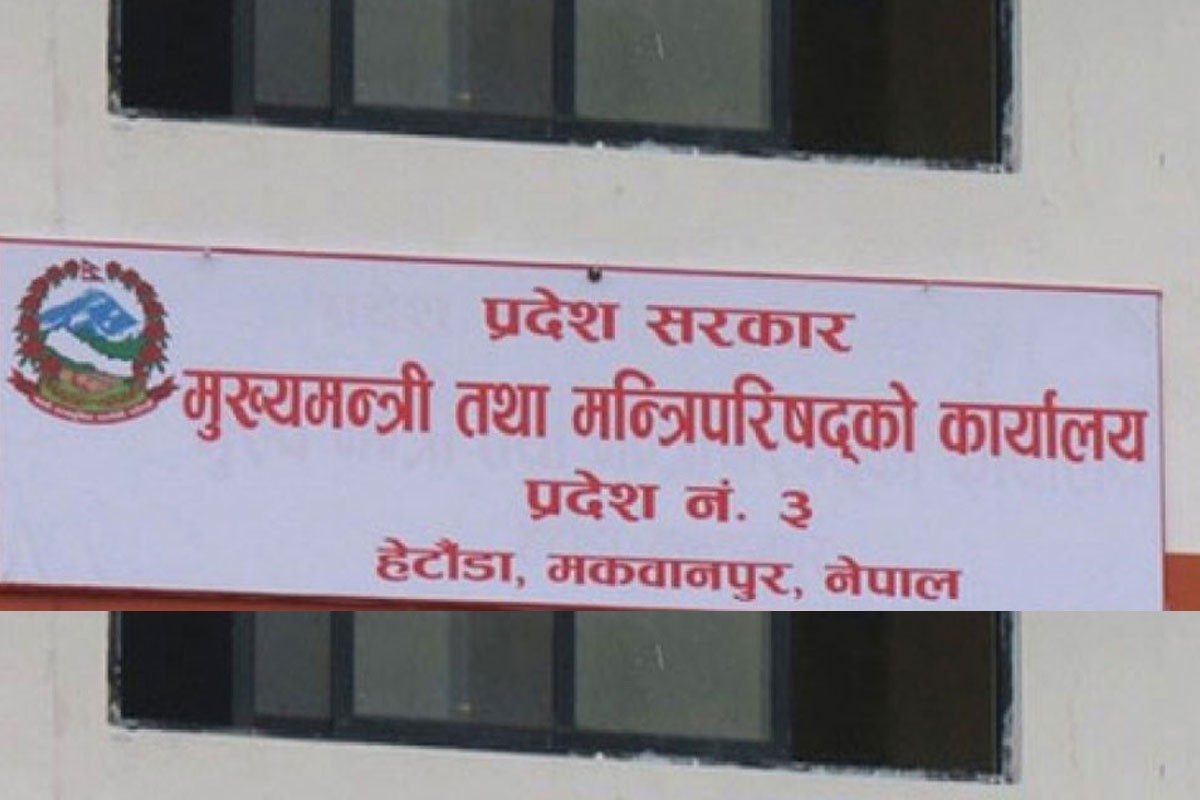 प्रदेश सरकार
मुख्यमन्त्री तथा मन्त्रिपरिषद्को कार्यालय
प्रदेश नं. ३
हेटौंडा, मकवानपुर, नेपाल